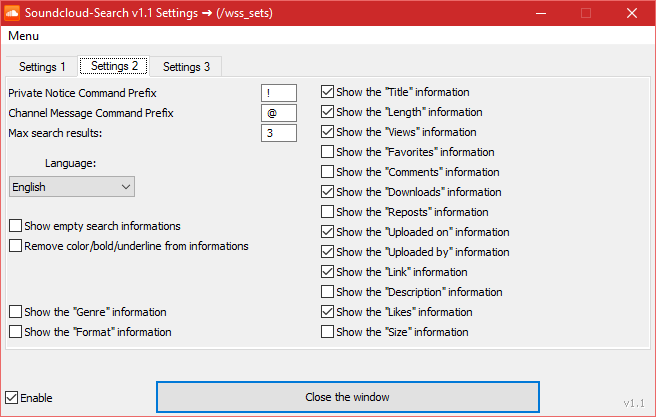 Soundcloud-Search v1.1 Settings ➔ (/wss_sets)
Menu
Settings 1 Settings 2 Settings 3
Private Notice Command Prefix !
Channel Message Command Prefix @
Max search results: 3
Language:
English
Show empty search informations
Remove color/bold/underline from informations
Show the "Genre" information
Show the "Format" information
Show the "Title" information
Show the "Length" information
Show the "Views" information
Show the "Favorites" information
Show the "Comments" information
Show the "Downloads" information
Show the "Reposts" information
Show the "Uploaded on" information
Show the "Uploaded by" information
Show the "Link" information
Show the "Description" information
Show the "Likes" information
Show the "Size" information
Enable
Close the window
v1.1